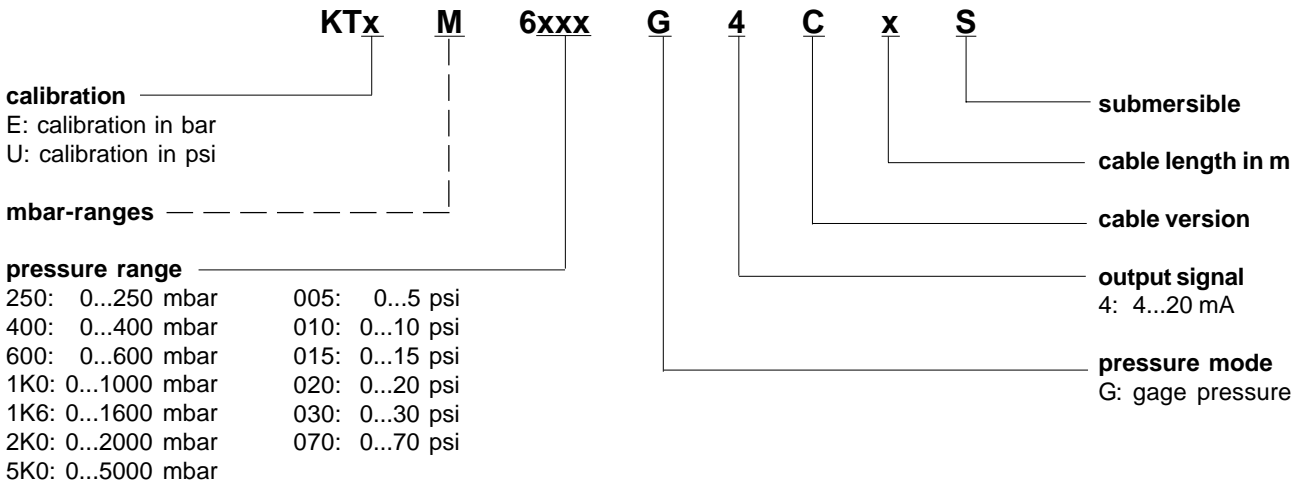 KTx M 6xxx G 4 C x S
calibration
E: calibration in bar
U: calibration in psi
mbar-ranges
pressure range
250: 0...250 mbar
400: 0...400 mbar
600: 0...600 mbar
1K0: 0...1000 mbar
1K6: 0...1600 mbar
2K0: 0...2000 mbar
5K0: 0...5000 mbar
005: 0...5 psi
010: 0...10 psi
015: 0...15 psi
020: 0...20 psi
030: 0...30 psi
070: 0...70 psi
submersible
cable length in m
cable version
output signal
4: 4...20 mA
pressure mode
G: gage pressure